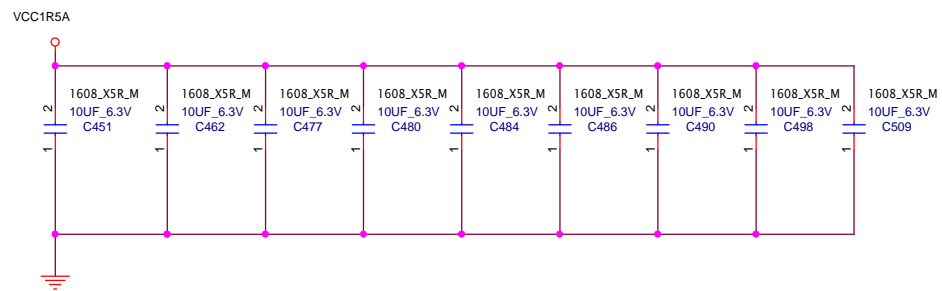 VCC1R5A
1608_X5R_M 1608_X5R_M 1608_X5R_M 1608_X5R_M 1608_X5R_M 1608_X5R_M 1608_X5R_M 1608_X5R_M 1608_X5R_M
2 2 2 2 2 2 2 2 2
10UF_6.3V 10UF_6.3V 10UF_6.3V 10UF_6.3V 10UF_6.3V 10UF_6.3V 10UF_6.3V 10UF_6.3V 10UF_6.3V
C451 C462 C477 C480 C484 C486 C490 C498 C509
1 1 1 1 1 1 1 1 1